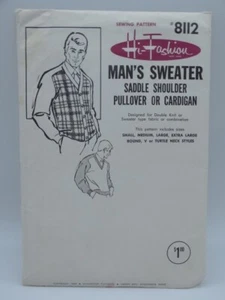 SEWING PATTERN
#8112
Hi-Fashion
MAN'S SWEATER
SADDLE SHOULDER
PULLOVER OR CARDIGAN
Designed for Double Knit or
Sweater type fabric or combination
This pattern includes sizes
SMALL, MEDIUM, LARGE, EXTRA LARGE
ROUND, V or TURTLE NECK STYLES
$1.00